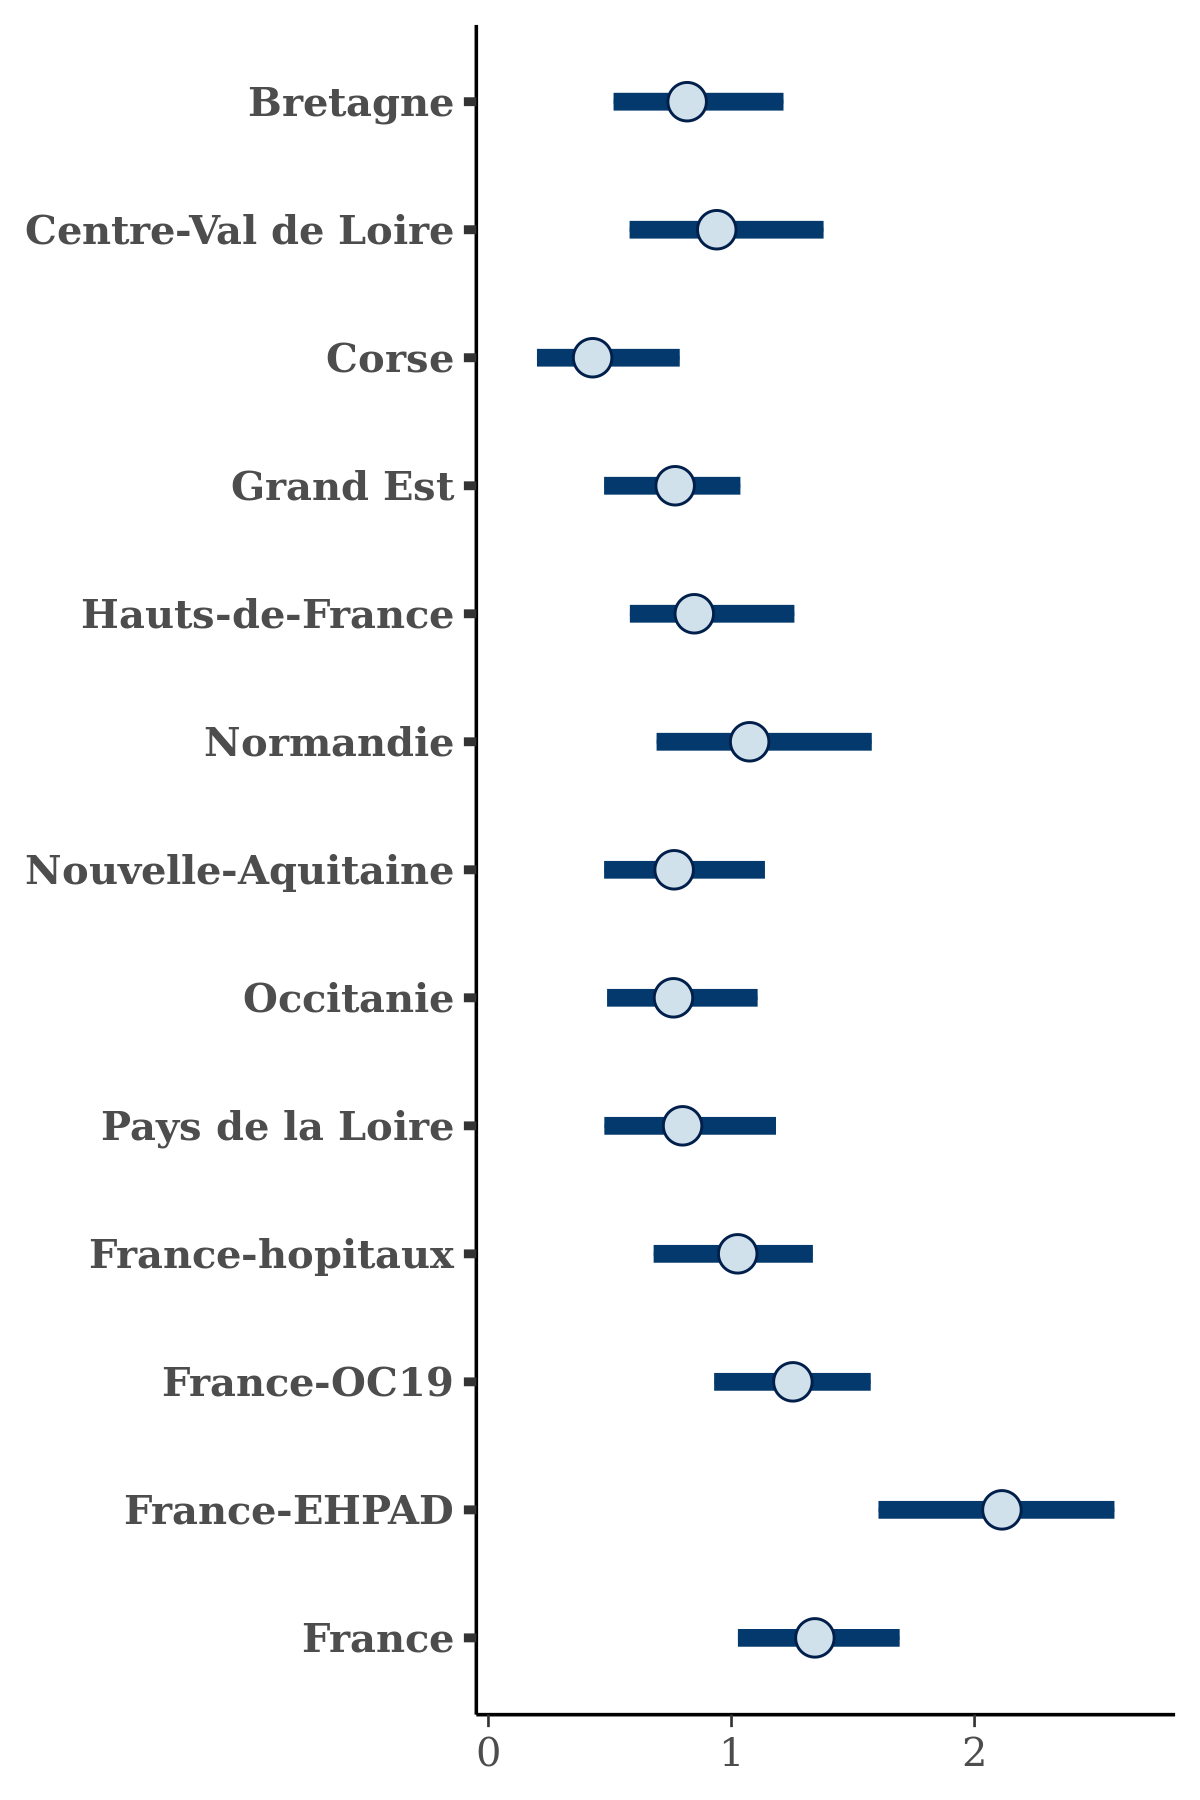 Bretagne
Centre-Val de Loire
Corse
Grand Est
Hauts-de-France
Normandie
Nouvelle-Aquitaine
Occitanie
Pays de la Loire
France-hopitaux
France-OC19
France-EHPAD
France
0 1 2